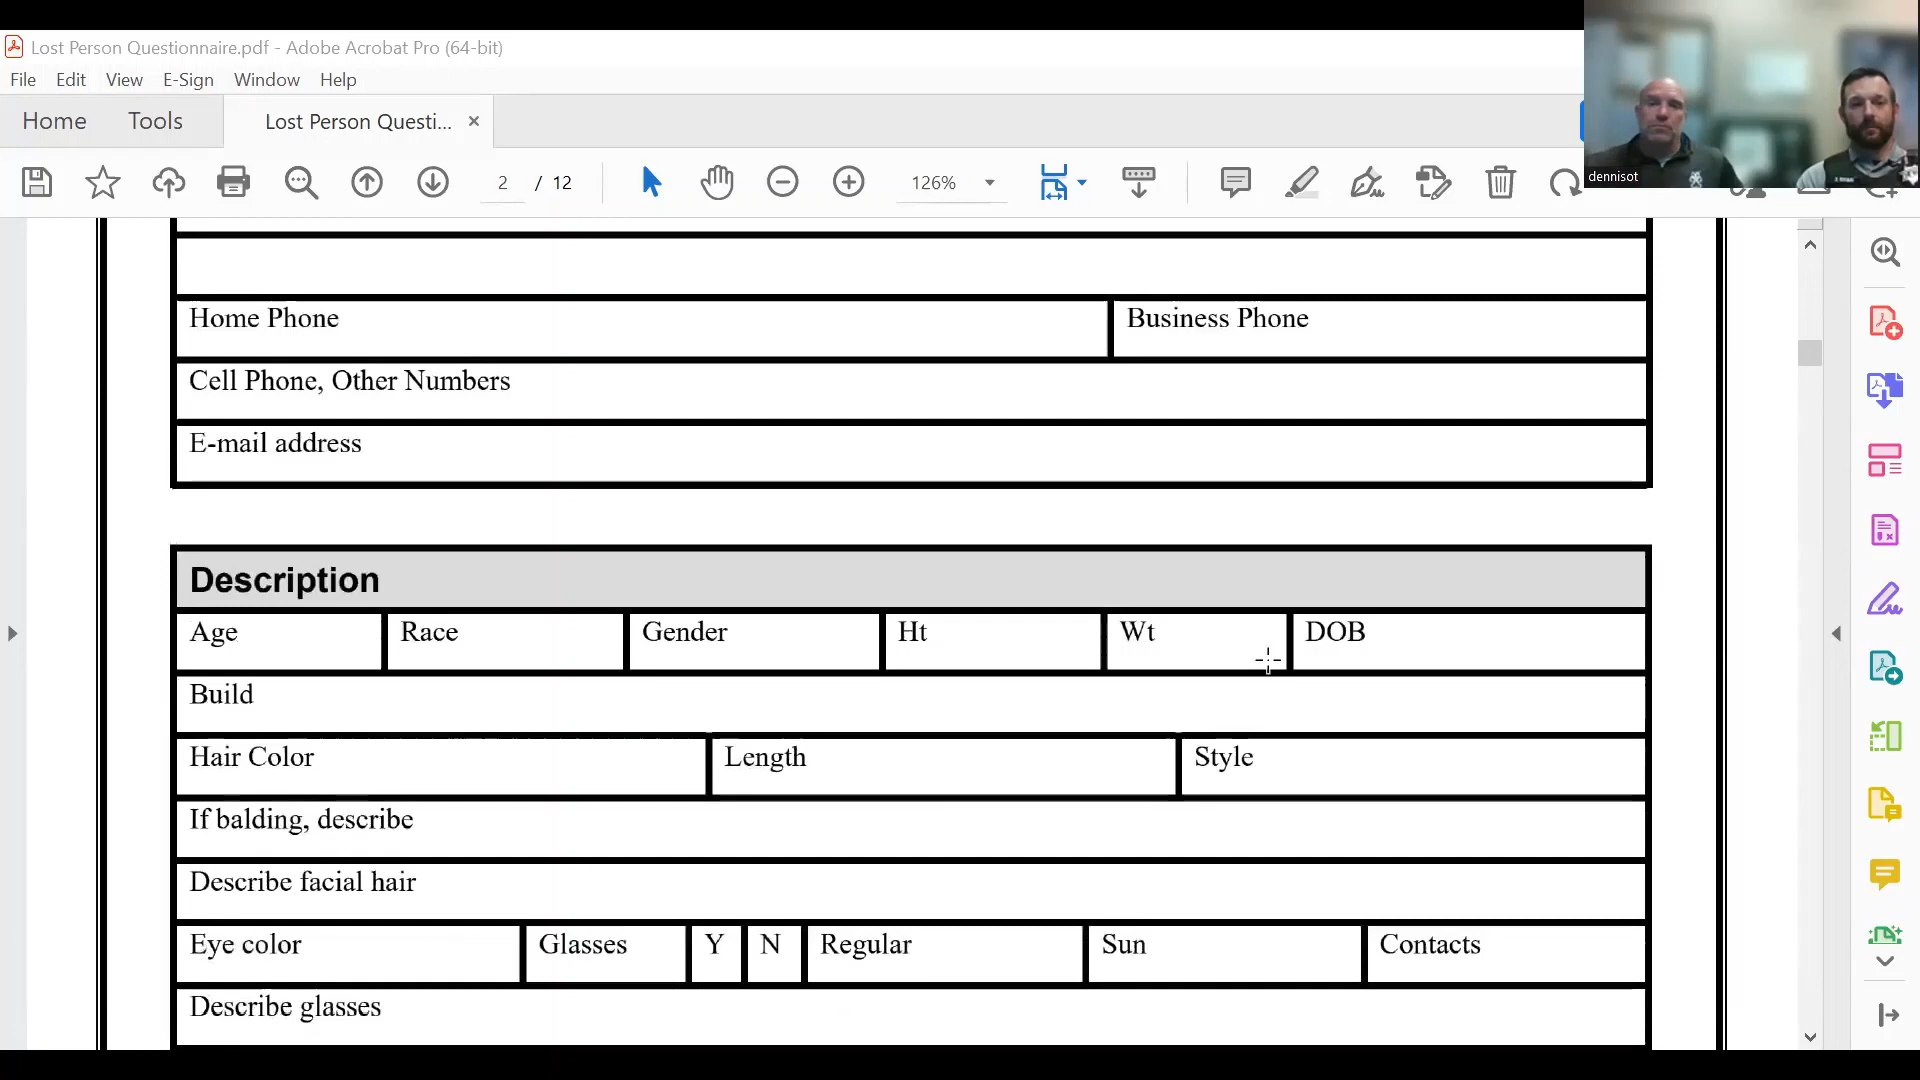 Lost Person Questionnaire.pdf - Adobe Acrobat Pro (64-bit)
File Edit View E-Sign Window Help
Home Tools Lost Person Questi... ×
2 / 12 126%
dennisot
Home Phone Business Phone
Cell Phone, Other Numbers
E-mail address
Description
Age Race Gender Ht Wt DOB
Build
Hair Color Length Style
If balding, describe
Describe facial hair
Eye color Glasses Y N Regular Sun Contacts
Describe glasses